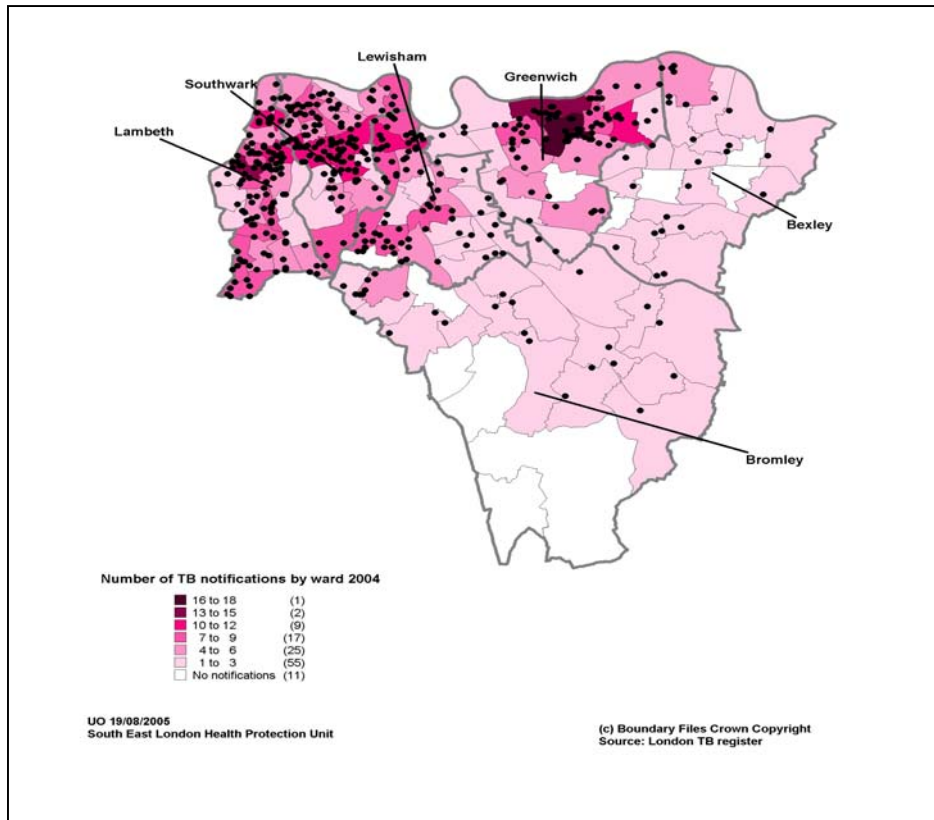 Lewisham
Southwark
Greenwich
Lambeth
Bexley
Bromley
Number of TB notifications by ward 2004
16 to 18 (1)
13 to 15 (2)
10 to 12 (9)
7 to 9 (17)
4 to 6 (25)
1 to 3 (55)
No notifications (11)
UO 19/08/2005
South East London Health Protection Unit
(c) Boundary Files Crown Copyright
Source: London TB register